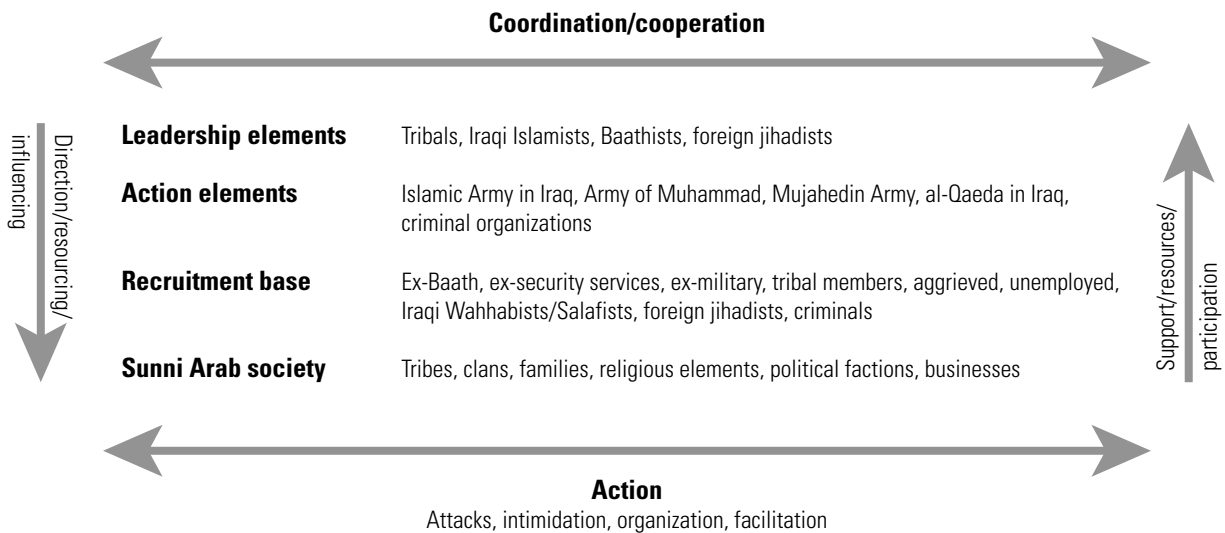 Coordination/cooperation
Direction/resourcing/
influencing
Leadership elements Tribals, Iraqi Islamists, Baathists, foreign jihadists
Action elements Islamic Army in Iraq, Army of Muhammad, Mujahedin Army, al-Qaeda in Iraq,
criminal organizations
Recruitment base Ex-Baath, ex-security services, ex-military, tribal members, aggrieved, unemployed,
Iraqi Wahhabists/Salafists, foreign jihadists, criminals
Sunni Arab society Tribes, clans, families, religious elements, political factions, businesses
Support/resources/
participation
Action
Attacks, intimidation, organization, facilitation